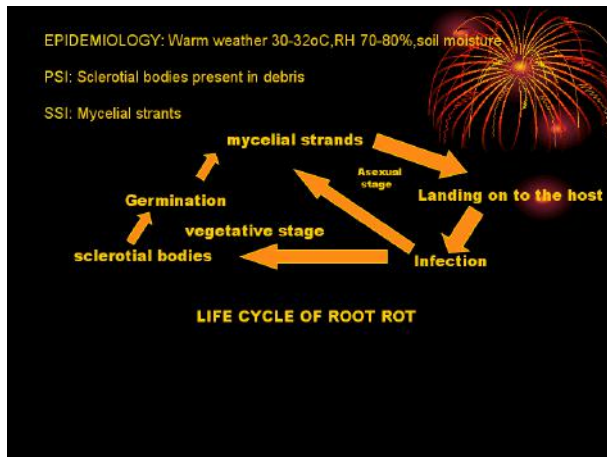 EPIDEMIOLOGY: Warm weather 30-32oC,RH 70-80%,soil moisture
PSI: Sclerotial bodies present in debris
SSI: Mycelial strants
mycelial strands
Asexual
stage
Landing on to the host
Germination
vegetative stage
sclerotial bodies
Infection
LIFE CYCLE OF ROOT ROT